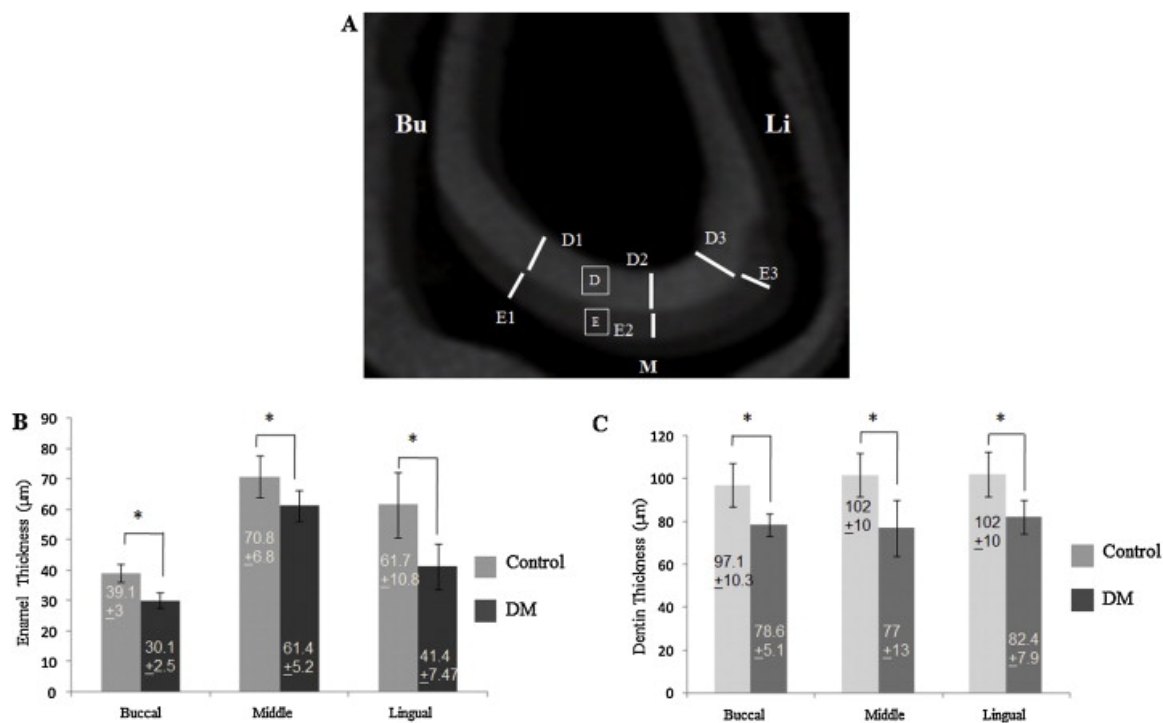 A
Bu
Li
D1
D3
D2
E3
D
E1
E
E2
M
B
Enamel Thickness (µm)
90
80
70
60
50
40
30
20
10
0
*
*
*
39.1
±3
30.1
±2.5
70.8
±6.8
61.4
±5.2
61.7
±10.8
41.4
±7.47
Buccal
Middle
Lingual
Control
DM
C
Dentin Thickness (µm)
120
100
80
60
40
20
0
*
*
*
97.1
±10.3
78.6
±5.1
102
±10
77
±13
102
±10
82.4
±7.9
Buccal
Middle
Lingual
Control
DM